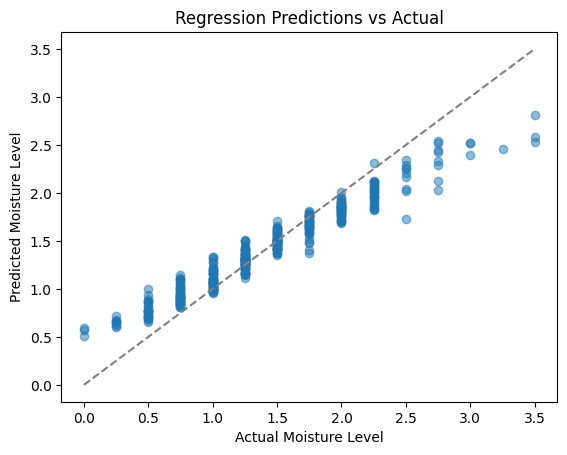 Regression Predictions vs Actual
Predicted Moisture Level
3.5
3.0
2.5
2.0
1.5
1.0
0.5
0.0
0.0 0.5 1.0 1.5 2.0 2.5 3.0 3.5
Actual Moisture Level